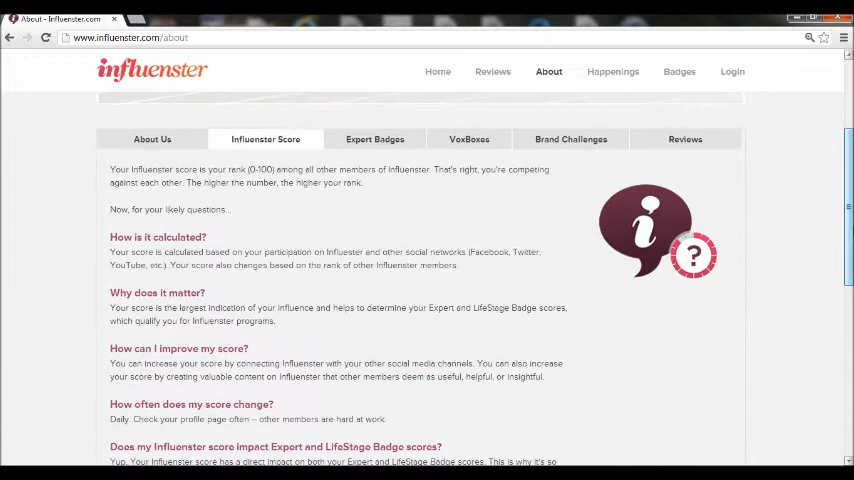 About - Influenster.com
www.influenster.com/about
influenster
Home Reviews About Happenings Badges Login
About Us Influenster Score Expert Badges VoxBoxes Brand Challenges Reviews
Your Influenster score is your rank (0-100) among all other members of Influenster. That's right, you're competing
against each other. The higher the number, the higher your rank.
Now, for your likely questions...
How is it calculated?
Your score is calculated based on your participation on Influester and other social networks (Facebook, Twitter,
YouTube, etc.). Your score also changes based on the rank of other Influenster members.
Why does it matter?
Your score is the largest indication of your influence and helps to determine your Expert and LifeStage Badge scores,
which qualify you for Influenster programs.
How can I improve my score?
You can increase your score by connecting Influenster with your other social media channels. You can also increase
your score by creating valuable content on Influenster that other members deem as useful, helpful, or insightful.
How often does my score change?
Daily. Check your profile page often -- other members are hard at work.
Does my Influenster score impact Expert and LifeStage Badge scores?
Yup. Your Influenster score has a direct impact on both your Expert and LifeStage Badge scores. This is why it's so
i
?